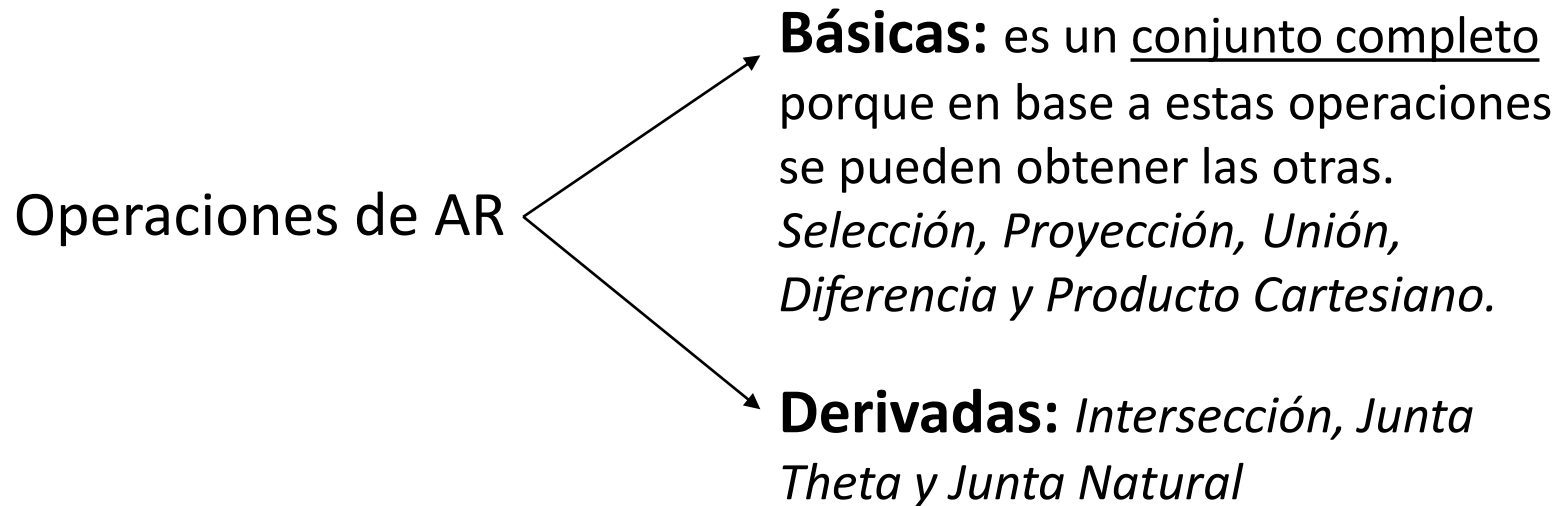 Operaciones de AR
Básicas: es un conjunto completo
porque en base a estas operaciones
se pueden obtener las otras.
Selección, Proyección, Unión,
Diferencia y Producto Cartesiano.
Derivadas: Intersección, Junta
Theta y Junta Natural